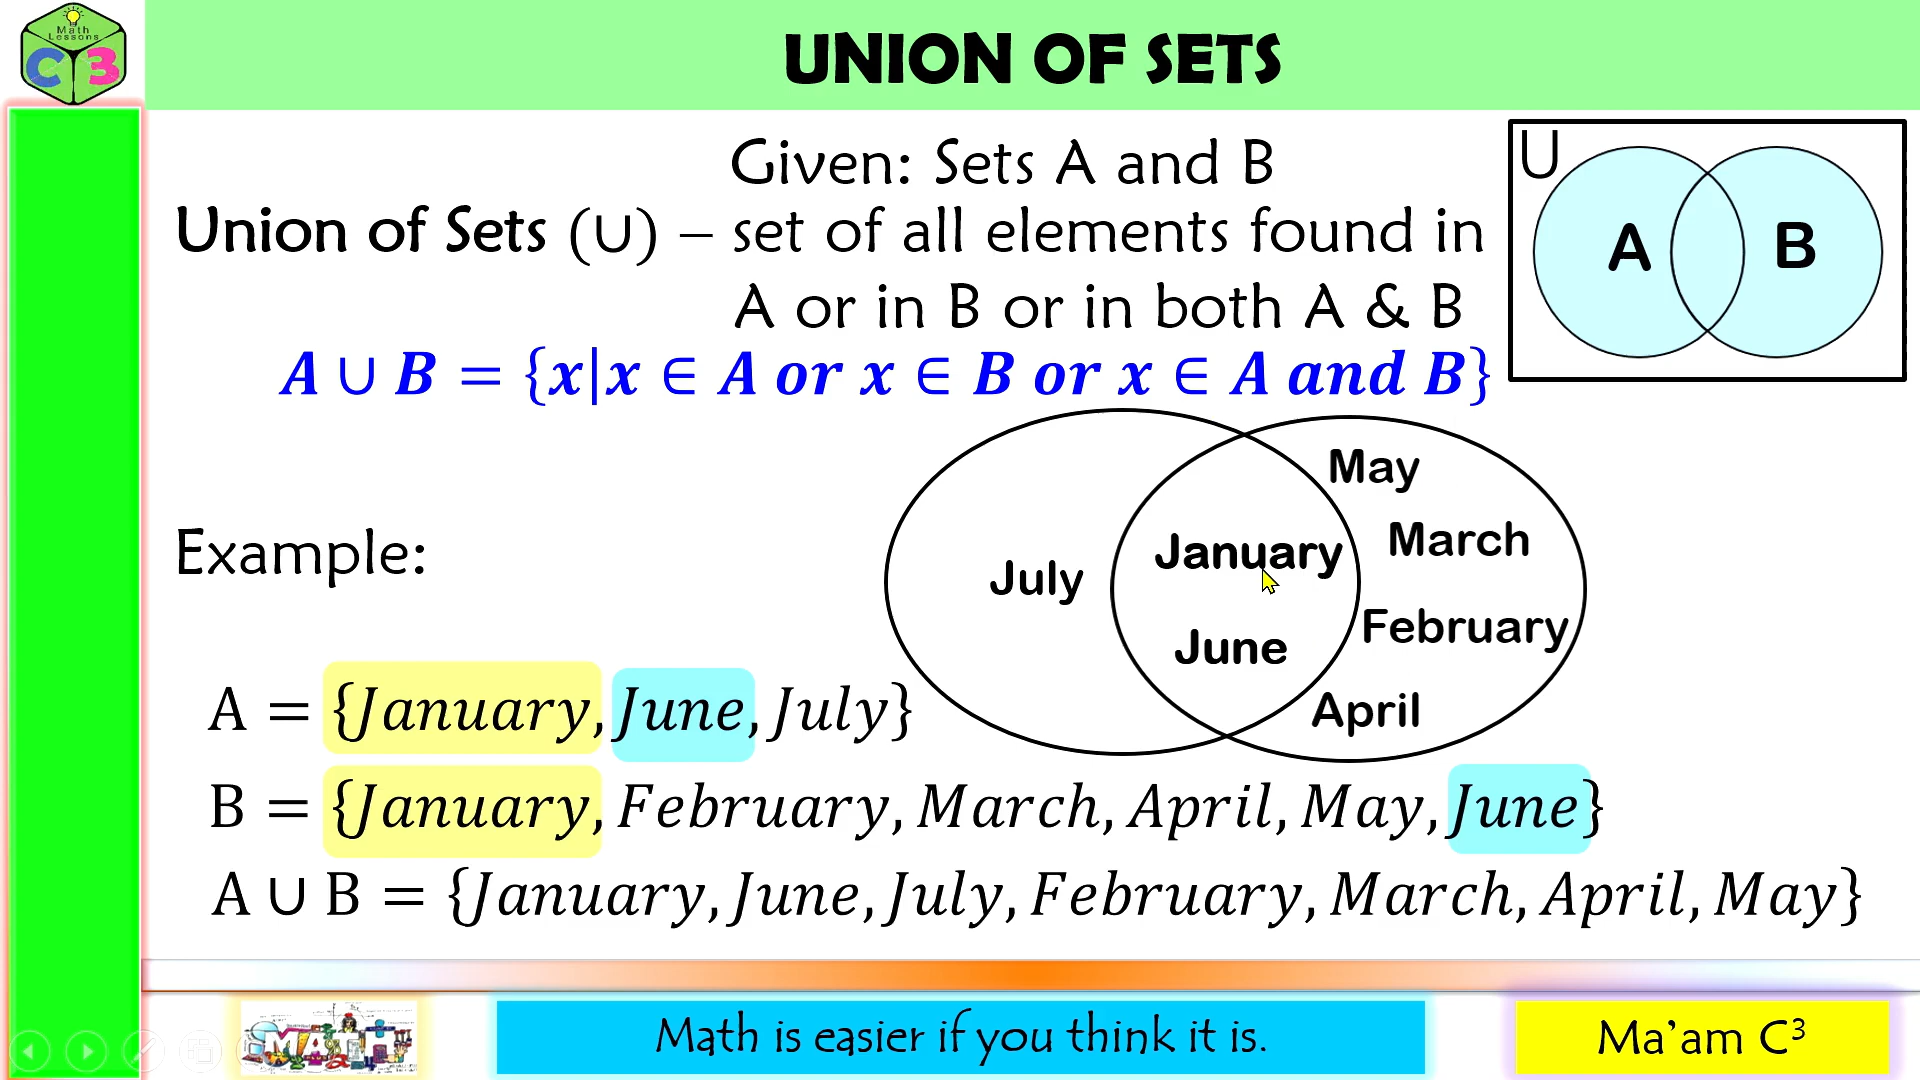 Math
Lessons
C 3
UNION OF SETS
Given: Sets A and B
Union of Sets (∪) – set of all elements found in
A or in B or in both A & B
A ∪ B = {x|x ∈ A or x ∈ B or x ∈ A and B}
U
A
B
Example:
July
January
June
May
March
February
April
A = {January, June, July}
B = {January, February, March, April, May, June}
A ∪ B = {January, June, July, February, March, April, May}
MATH
Math is easier if you think it is.
Ma’am C³